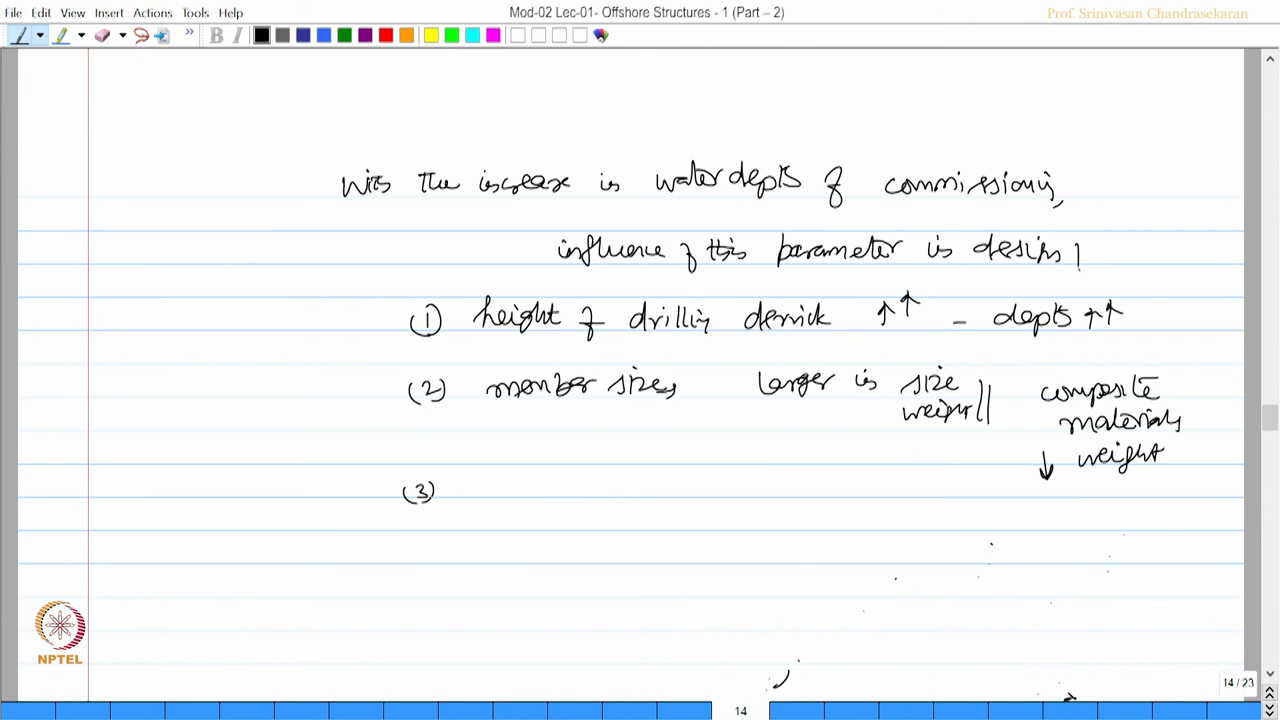 File Edit View Insert Actions Tools Help
Mod-02 Lec-01- Offshore Structures - 1 (Part – 2)
Prof. Srinivasan Chandrasekaran
B I
With the increase in water depth of commissioning,
influence of this parameter in design
(1) height of drilling derrick ↑↑ – depth ↑↑
(2) member sizes larger in size
weight
composite
materials
↓ weight
(3)
NPTEL
14 / 23
14